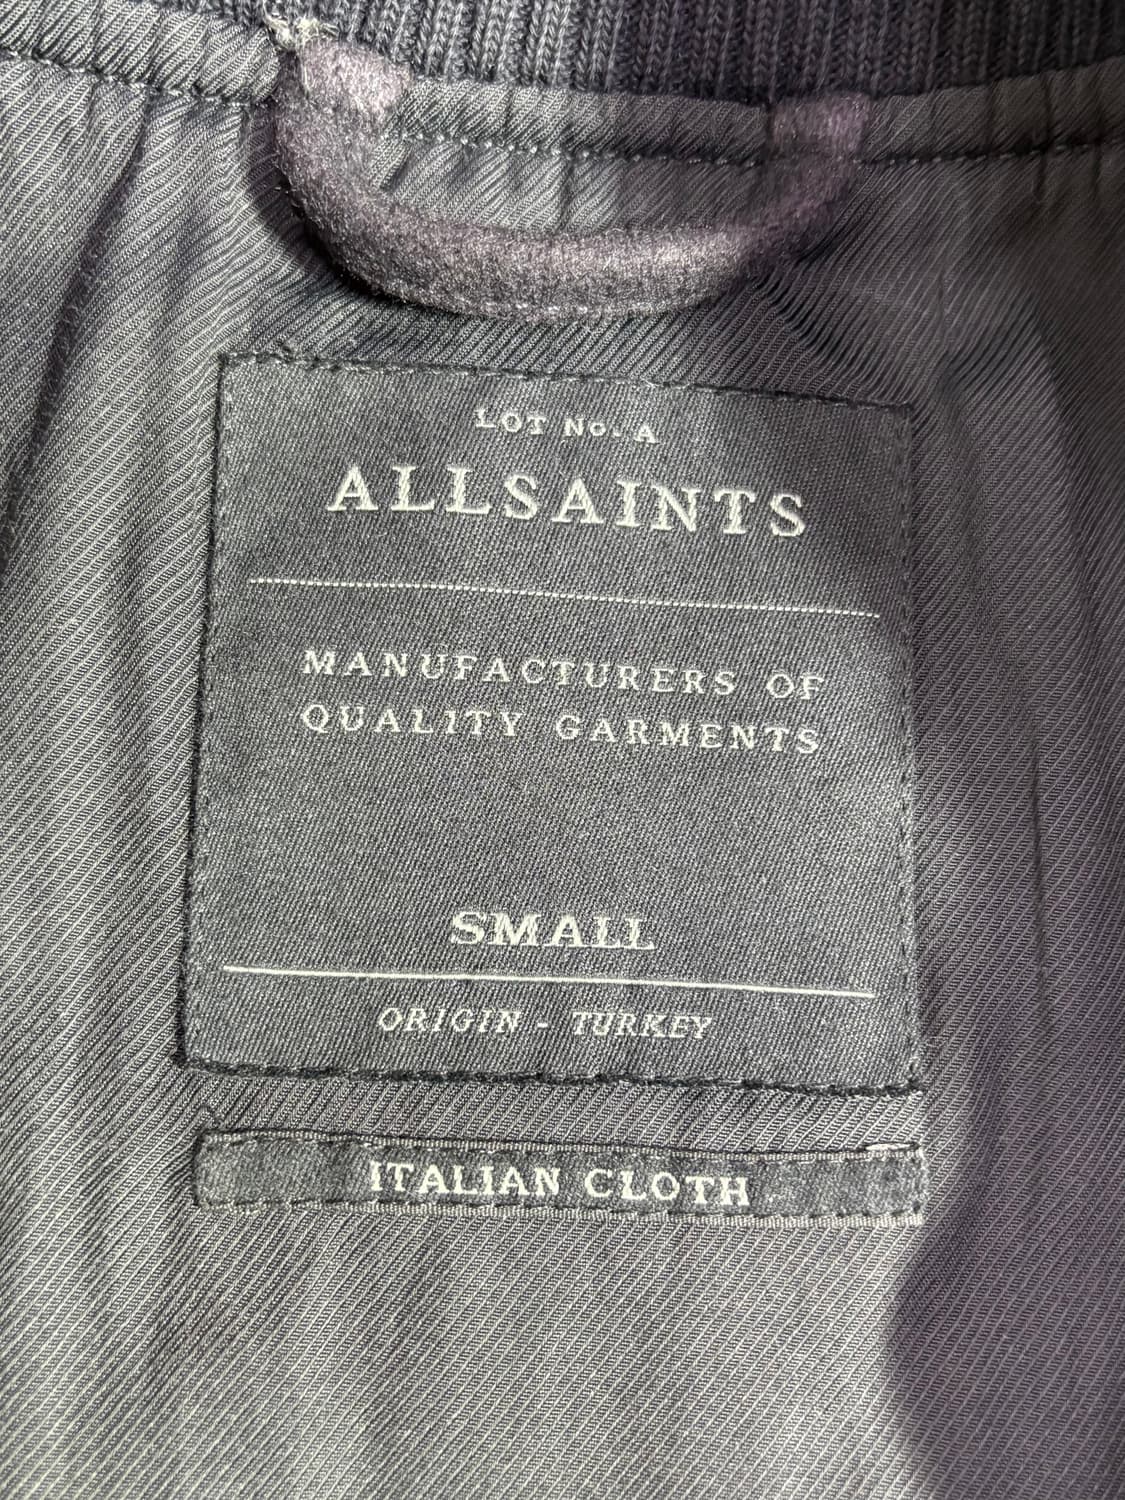 LOT No. A
ALLSAINTS
MANUFACTURERS OF
QUALITY GARMENTS
SMALL
ORIGIN - TURKEY
ITALIAN CLOTH